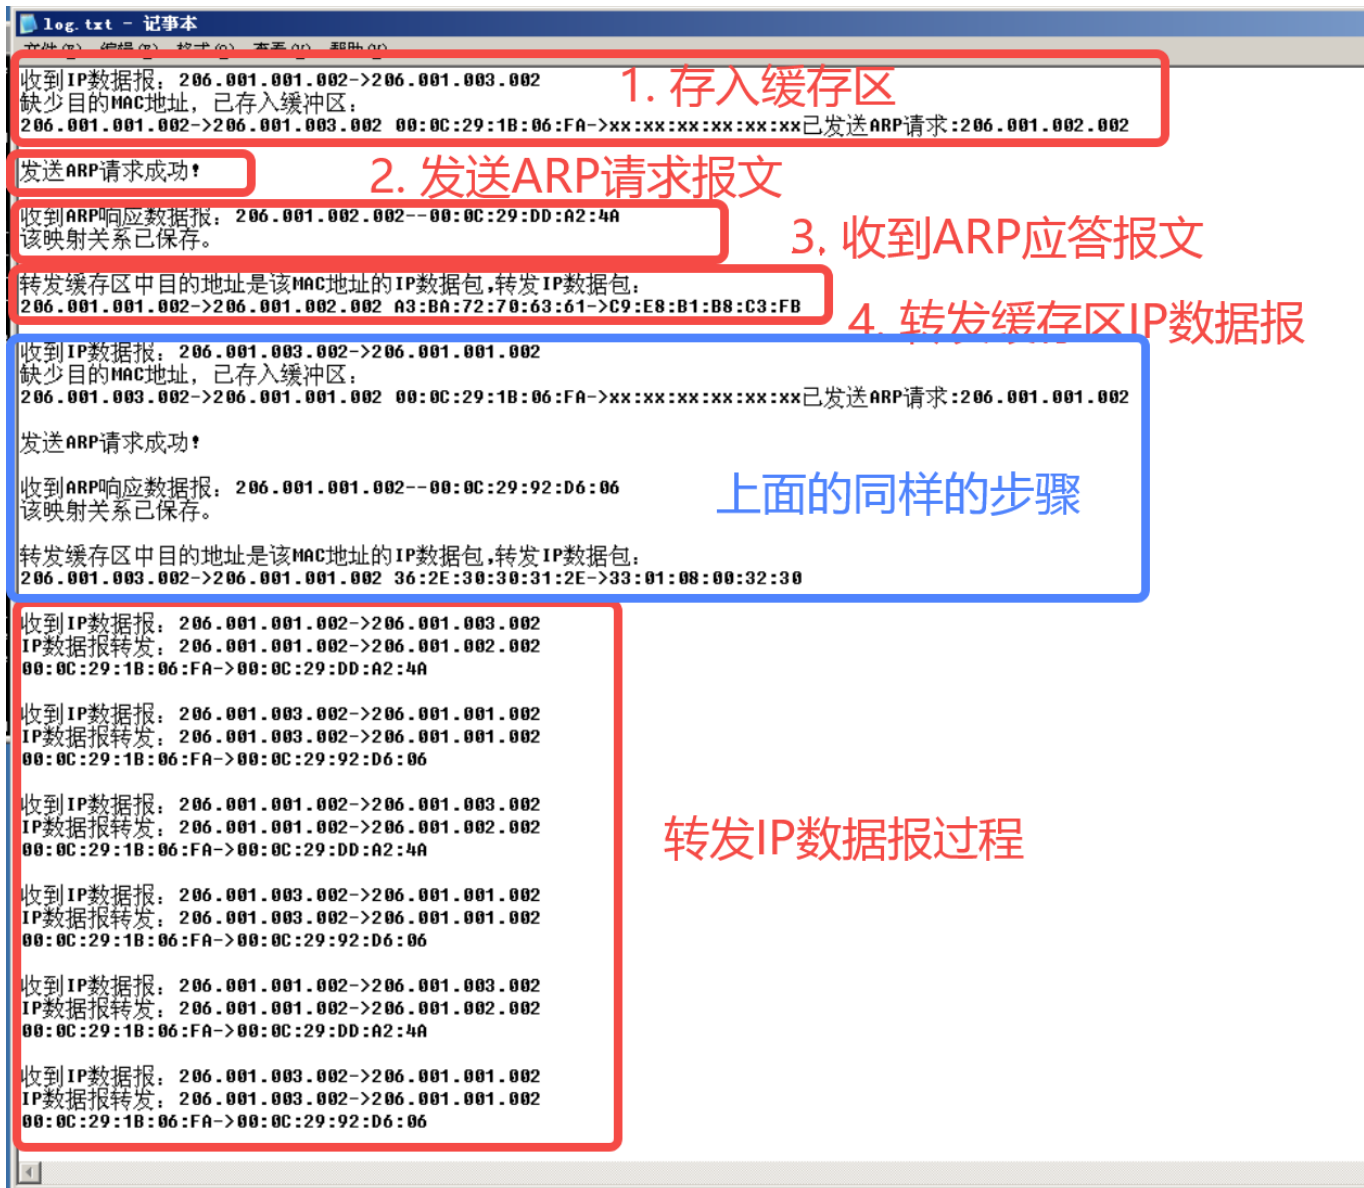 log.txt - 记事本
文件(F) 编辑(E) 格式(O) 查看(V) 帮助(H)
收到IP数据报：206.001.001.002->206.001.003.002
1. 存入缓存区
缺少目的MAC地址，已存入缓冲区：
206.001.001.002->206.001.003.002 00:0C:29:1B:06:FA->xx:xx:xx:xx:xx:xx已发送ARP请求:206.001.002.002
发送ARP请求成功!
2. 发送ARP请求报文
收到ARP响应数据报：206.001.002.002--00:0C:29:DD:A2:4A
该映射关系已保存。
3, 收到ARP应答报文
转发缓存区中目的地址是该MAC地址的IP数据包,转发IP数据包：
206.001.001.002->206.001.002.002 A3:BA:72:70:63:61->C9:E8:B1:B8:C3:FB
4. 转发缓存区IP数据报
收到IP数据报：206.001.003.002->206.001.001.002
缺少目的MAC地址，已存入缓冲区：
206.001.003.002->206.001.001.002 00:0C:29:1B:06:FA->xx:xx:xx:xx:xx:xx已发送ARP请求:206.001.001.002
发送ARP请求成功!
收到ARP响应数据报：206.001.001.002--00:0C:29:92:D6:06
上面的同样的步骤
该映射关系已保存。
转发缓存区中目的地址是该MAC地址的IP数据包,转发IP数据包：
206.001.003.002->206.001.001.002 36:2E:30:30:31:2E->33:01:08:00:32:30
收到IP数据报：206.001.001.002->206.001.003.002
IP数据报转发：206.001.001.002->206.001.002.002
00:0C:29:1B:06:FA->00:0C:29:DD:A2:4A
收到IP数据报：206.001.003.002->206.001.001.002
IP数据报转发：206.001.003.002->206.001.001.002
00:0C:29:1B:06:FA->00:0C:29:92:D6:06
收到IP数据报：206.001.001.002->206.001.003.002
IP数据报转发：206.001.001.002->206.001.002.002
00:0C:29:1B:06:FA->00:0C:29:DD:A2:4A
转发IP数据报过程
收到IP数据报：206.001.003.002->206.001.001.002
IP数据报转发：206.001.003.002->206.001.001.002
00:0C:29:1B:06:FA->00:0C:29:92:D6:06
收到IP数据报：206.001.001.002->206.001.003.002
IP数据报转发：206.001.001.002->206.001.002.002
00:0C:29:1B:06:FA->00:0C:29:DD:A2:4A
收到IP数据报：206.001.003.002->206.001.001.002
IP数据报转发：206.001.003.002->206.001.001.002
00:0C:29:1B:06:FA->00:0C:29:92:D6:06